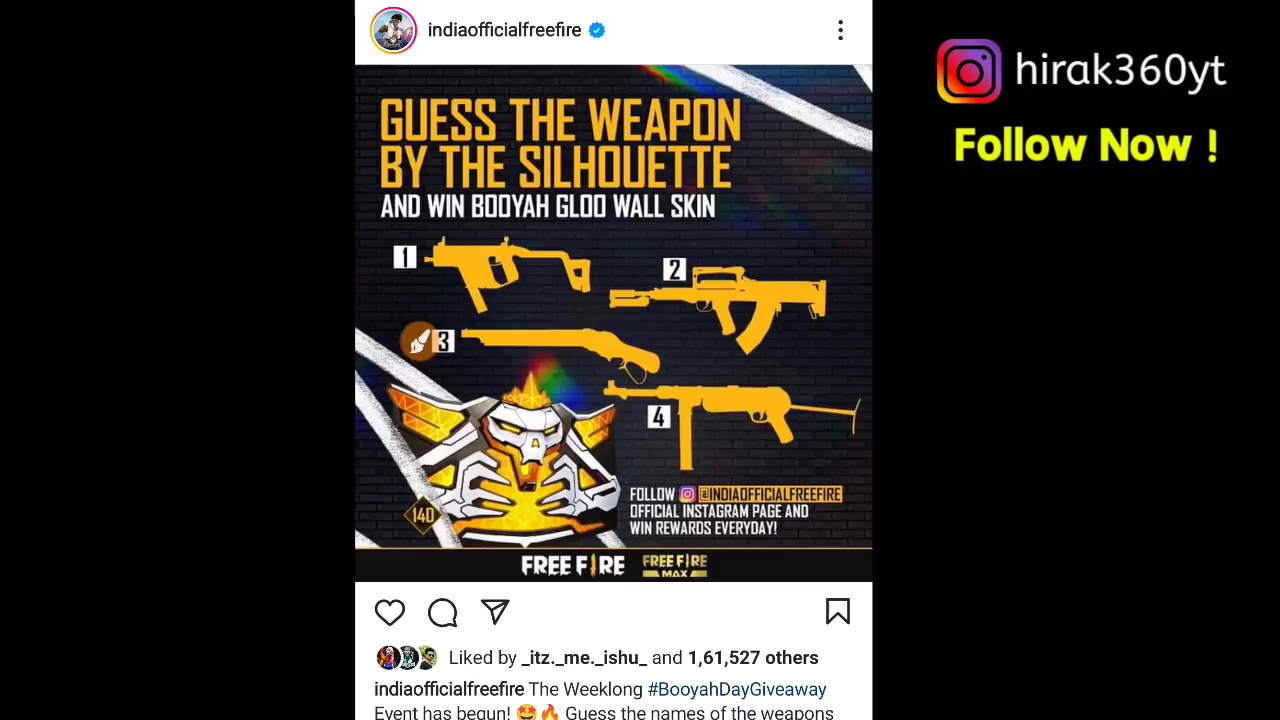 indiaofficialfreefire
hirak360yt
Follow Now !
GUESS THE WEAPON
BY THE SILHOUETTE
AND WIN BOOYAH GLOO WALL SKIN
1
2
3
4
FOLLOW @INDIAOFFICIALFREEFIRE
OFFICIAL INSTAGRAM PAGE AND
WIN REWARDS EVERYDAY!
14D
FREE FIRE
FREE FIRE
MAX
Liked by _itz._me._ishu_ and 1,61,527 others
indiaofficialfreefire The Weeklong #BooyahDayGiveaway
Event has begun! 🤩🔥 Guess the names of the weapons